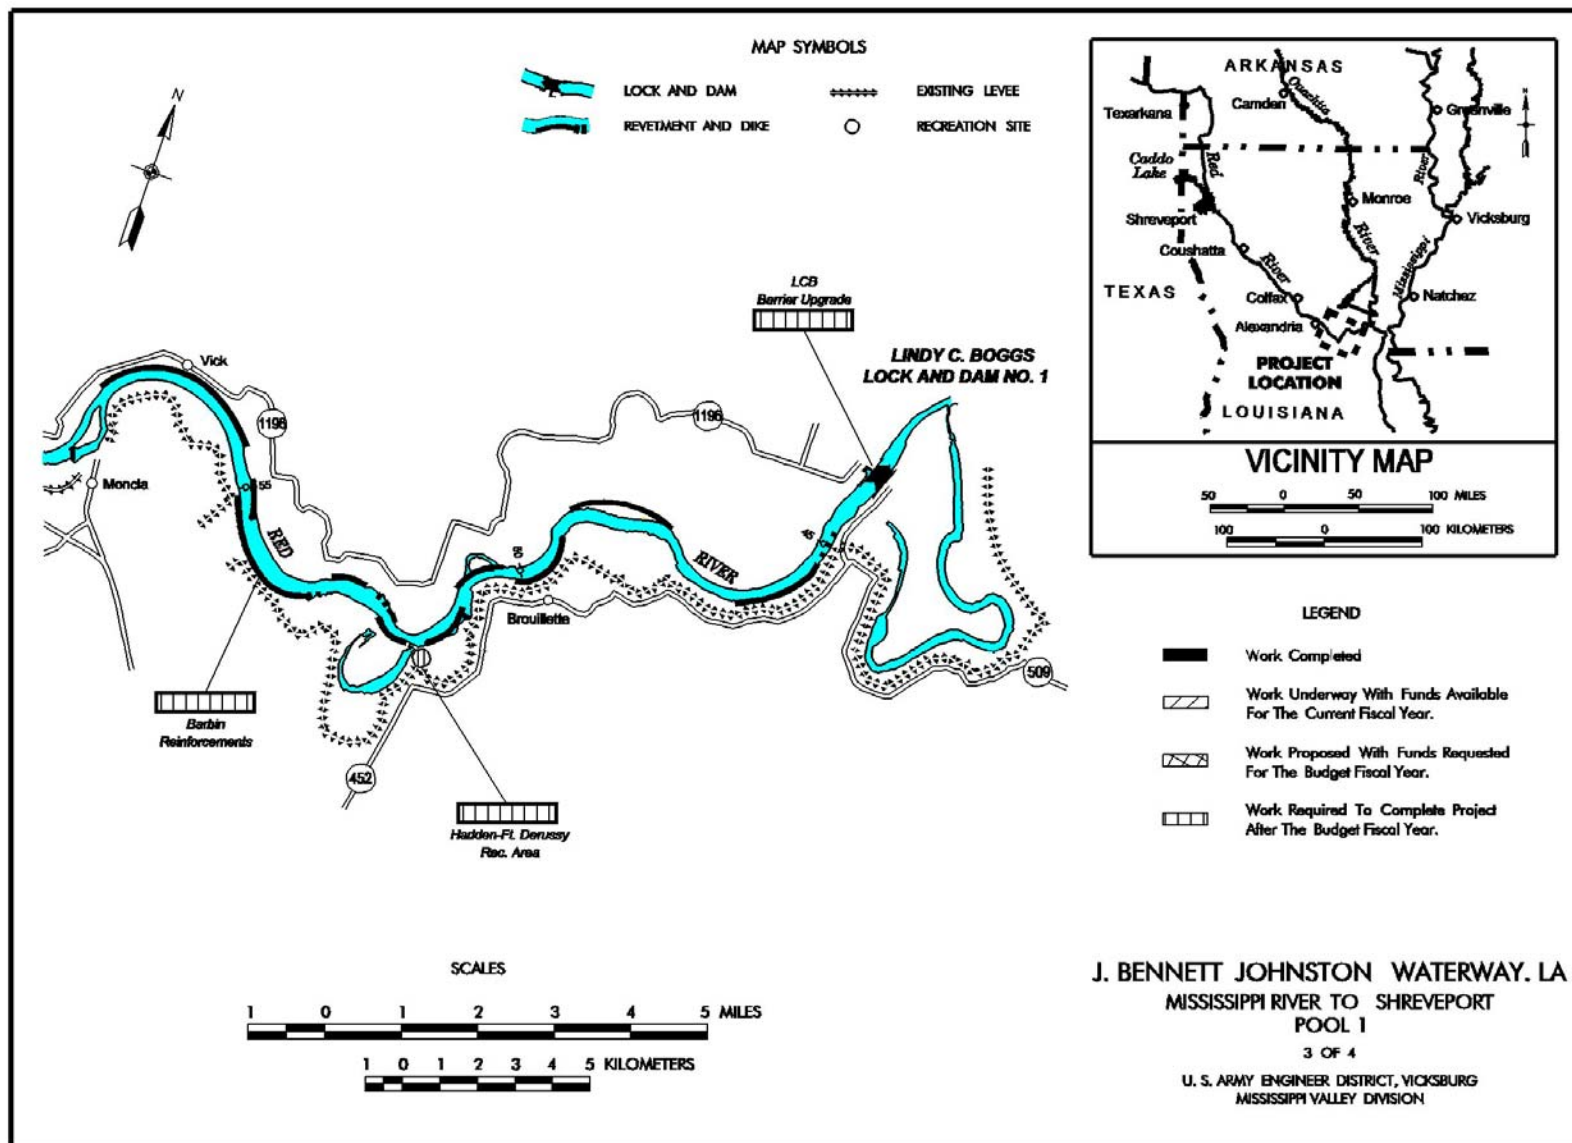 MAP SYMBOLS
LOCK AND DAM
EXISTING LEVEE
REVETMENT AND DIKE
RECREATION SITE
N
LCB
Barrier Upgrade
LINDY C. BOGGS
LOCK AND DAM NO. 1
Vick
1196
1196
Moncla
55
RED
RIVER
50
45
Brouillette
509
Barbin
Reinforcements
452
Hadden-Ft. Derussy
Rec. Area
SCALES
1 0 1 2 3 4 5 MILES
1 0 1 2 3 4 5 KILOMETERS
ARKANSAS
Texarkana
Camden
Ouachita
Greenville
N
Caddo
Lake
Red
River
Monroe
Shreveport
Vicksburg
Coushatta
River
River
Mississippi
TEXAS
Colfax
Natchez
Alexandria
PROJECT
LOCATION
LOUISIANA
VICINITY MAP
50 0 50 100 MILES
100 0 100 KILOMETERS
LEGEND
Work Completed
Work Underway With Funds Available
For The Current Fiscal Year.
Work Proposed With Funds Requested
For The Budget Fiscal Year.
Work Required To Complete Project
After The Budget Fiscal Year.
J. BENNETT JOHNSTON WATERWAY. LA
MISSISSIPPI RIVER TO SHREVEPORT
POOL 1
3 OF 4
U. S. ARMY ENGINEER DISTRICT, VICKSBURG
MISSISSIPPI VALLEY DIVISION